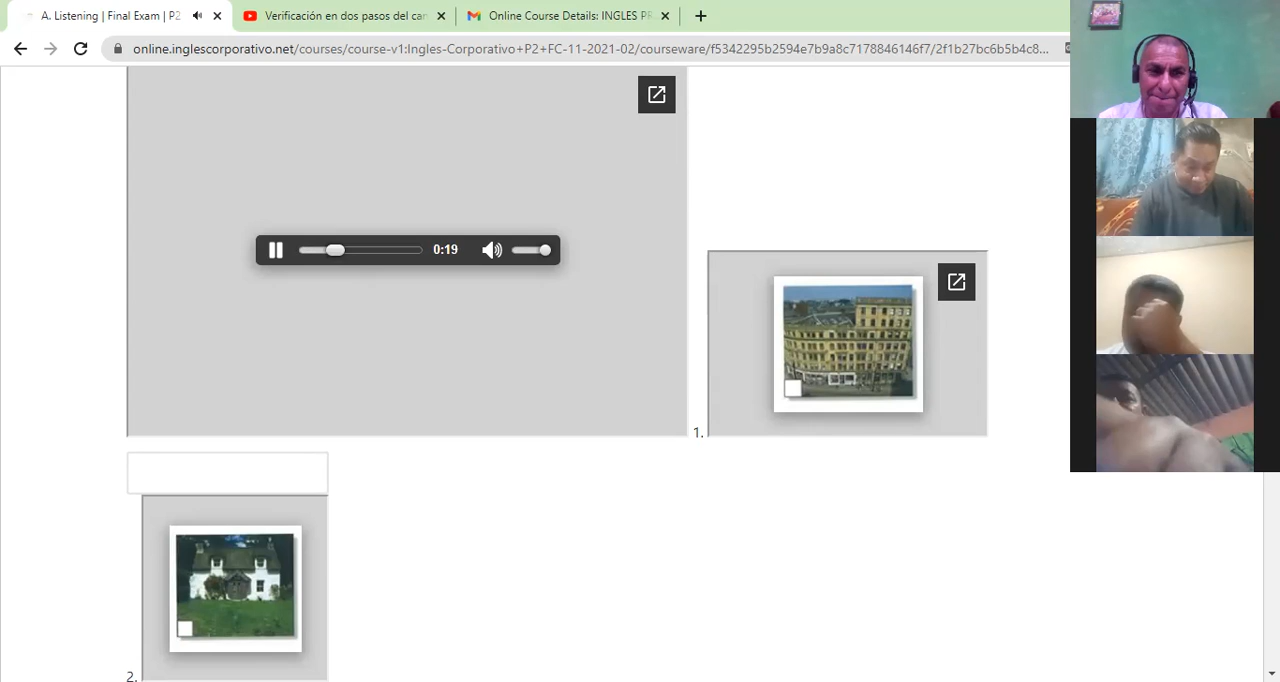 A. Listening | Final Exam | P2
Verificación en dos pasos del car
Online Course Details: INGLES PR
online.inglescorporativo.net/courses/course-v1:Ingles-Corporativo+P2+FC-11-2021-02/courseware/f5342295b2594e7b9a8c7178846146f7/2f1b27bc6b5b4c8...
0:19
1.
2.